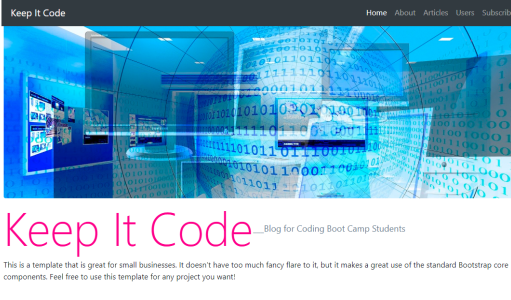 Keep It Code
Home About Articles Users Subscrib
Keep It Code
__Blog for Coding Boot Camp Students
This is a template that is great for small businesses. It doesn't have too much fancy flare to it, but it makes a great use of the standard Bootstrap core
components. Feel free to use this template for any project you want!